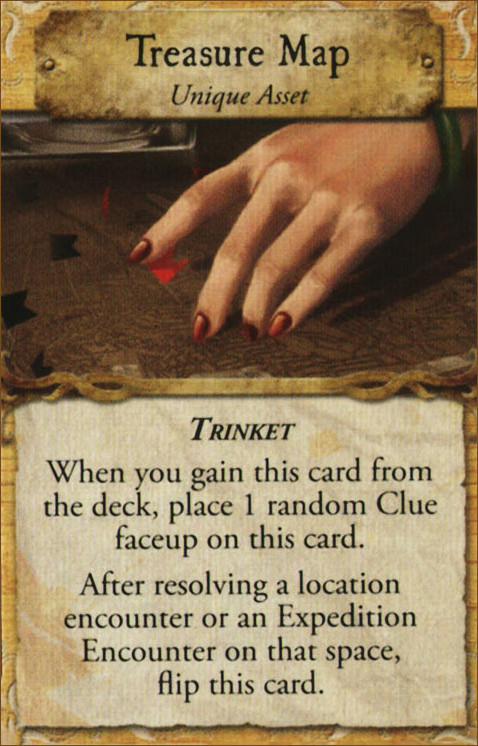 Treasure Map
Unique Asset
Trinket
When you gain this card from
the deck, place 1 random Clue
faceup on this card.
After resolving a location
encounter or an Expedition
Encounter on that space,
flip this card.